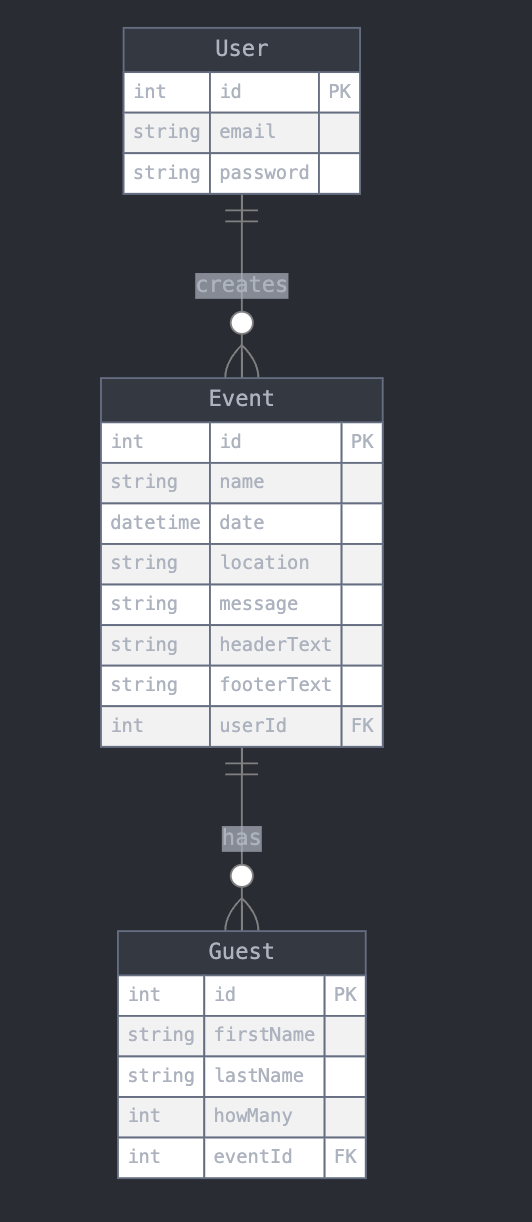 User
int id PK
string email
string password
creates
Event
int id PK
string name
datetime date
string location
string message
string headerText
string footerText
int userId FK
has
Guest
int id PK
string firstName
string lastName
int howMany
int eventId FK